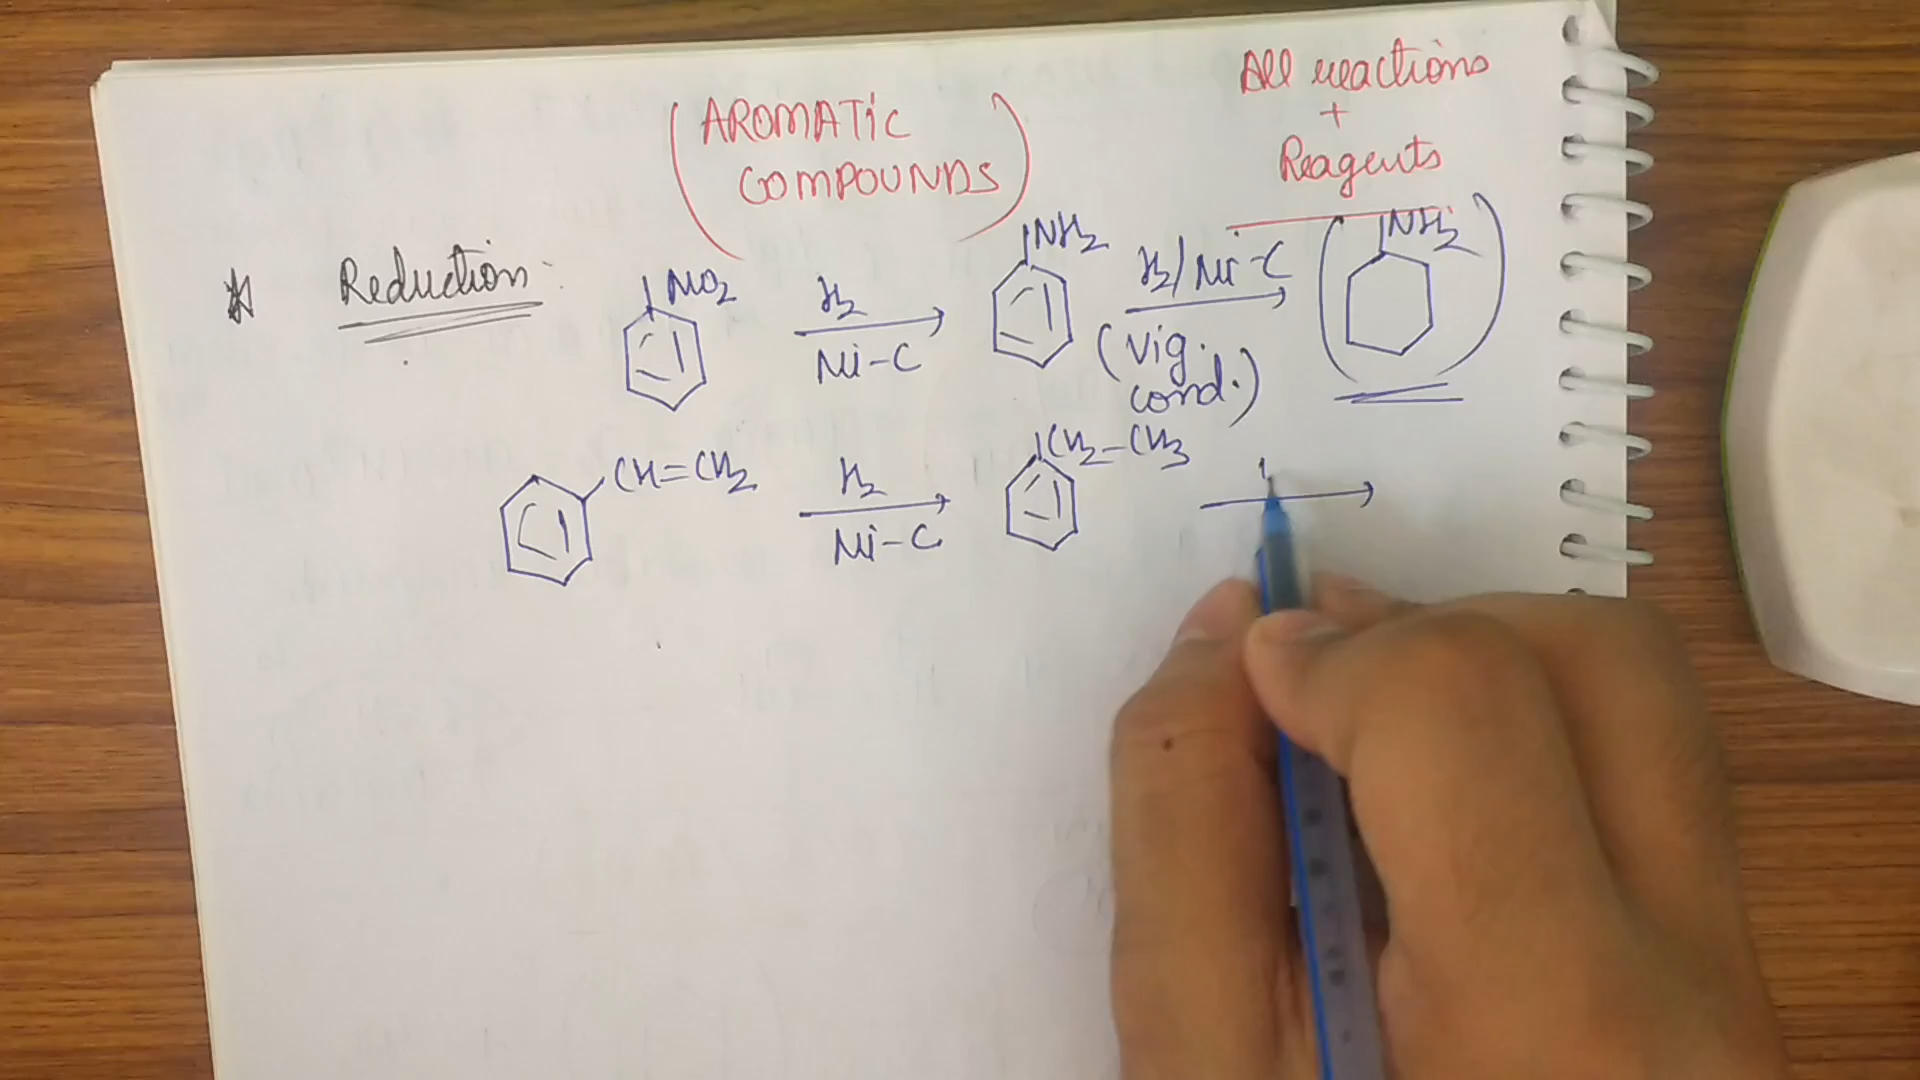 (AROMATIC
COMPOUNDS)
All reactions
+
Reagents
* Reduction:
NO2 H2 NH2 H2/Ni-C NH2
Ni-C (Vig.
cond.)
CH=CH2 H2 CH2-CH3
Ni-C